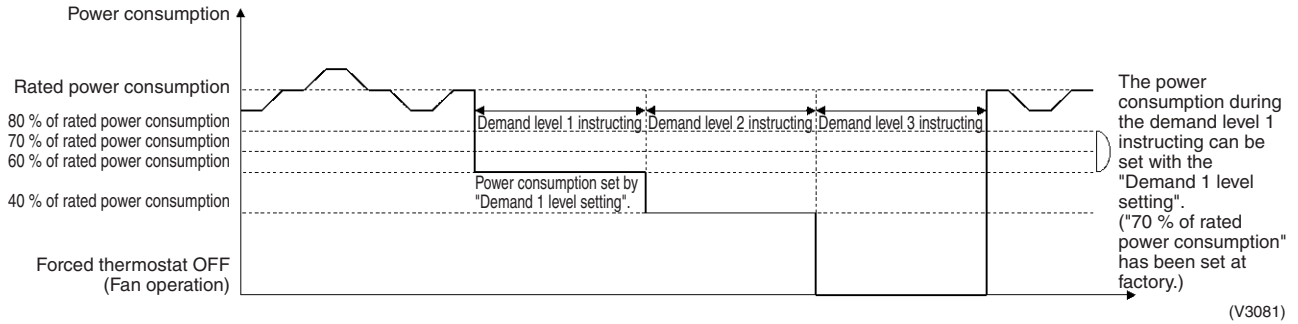 Power consumption
Rated power consumption
80 % of rated power consumption
70 % of rated power consumption
60 % of rated power consumption
40 % of rated power consumption
Forced thermostat OFF
(Fan operation)
Demand level 1 instructing
Demand level 2 instructing
Demand level 3 instructing
Power consumption set by
"Demand 1 level setting".
The power
consumption during
the demand level 1
instructing can be
set with the
"Demand 1 level
setting".
("70 % of rated
power consumption"
has been set at
factory.)
(V3081)